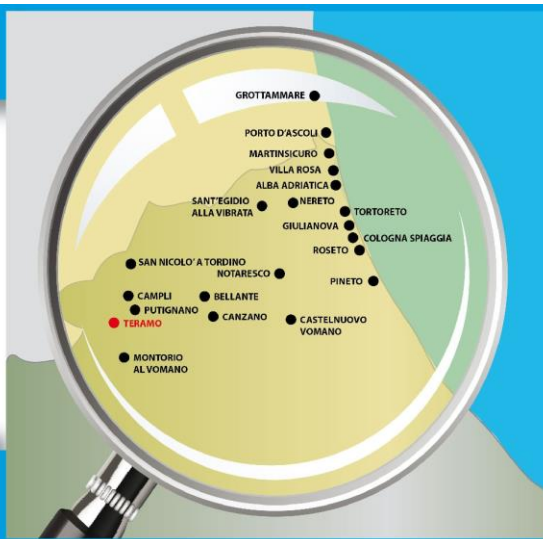 GROTTAMMARE
PORTO D'ASCOLI
MARTINSICURO
VILLA ROSA
ALBA ADRIATICA
SANT'EGIDIO
ALLA VIBRATA
NERETO
TORTORETO
GIULIANOVA
COLOGNA SPIAGGIA
ROSETO
SAN NICOLO' A TORDINO
NOTARESCO
PINETO
CAMPLI
BELLANTE
PUTIGNANO
CANZANO
CASTELNUOVO
VOMANO
TERAMO
MONTORIO
AL VOMANO